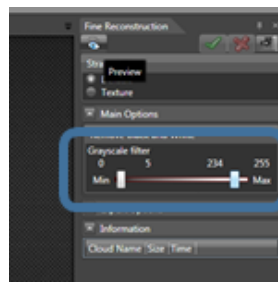 Fine Reconstruction
Preview
Texture
Main Options
Grayscale filter
0 5 234 255
Min Max
Information
Cloud Name Size Time